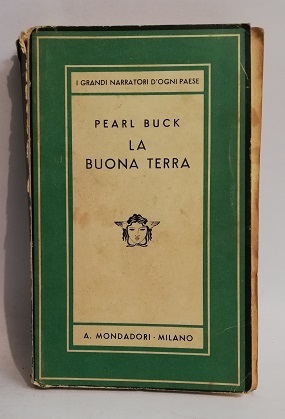 I GRANDI NARRATORI D'OGNI PAESE
PEARL BUCK
LA
BUONA TERRA
A. MONDADORI - MILANO